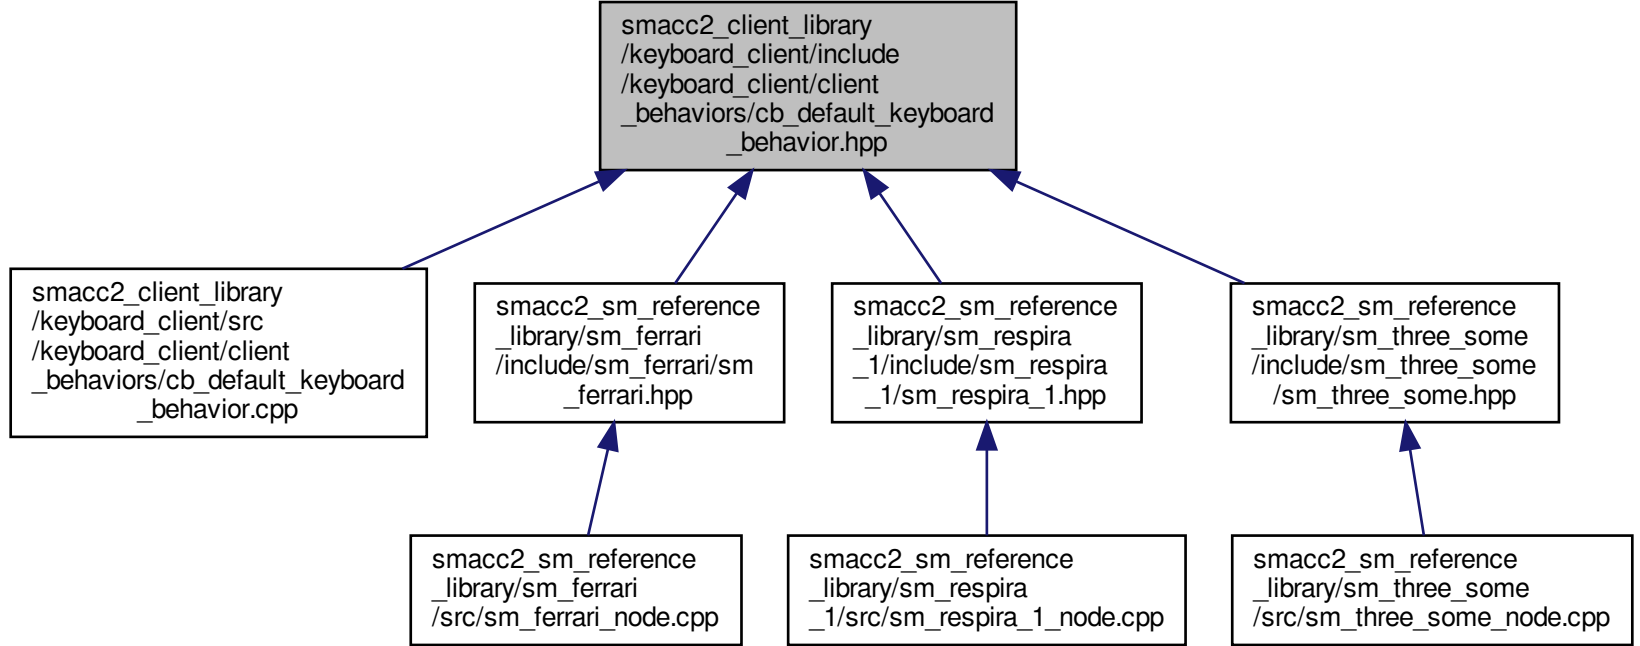 smacc2_client_library
/keyboard_client/include
/keyboard_client/client
_behaviors/cb_default_keyboard
_behavior.hpp
smacc2_client_library
/keyboard_client/src
/keyboard_client/client
_behaviors/cb_default_keyboard
_behavior.cpp
smacc2_sm_reference
_library/sm_ferrari
/include/sm_ferrari/sm
_ferrari.hpp
smacc2_sm_reference
_library/sm_respira
_1/include/sm_respira
_1/sm_respira_1.hpp
smacc2_sm_reference
_library/sm_three_some
/include/sm_three_some
/sm_three_some.hpp
smacc2_sm_reference
_library/sm_ferrari
/src/sm_ferrari_node.cpp
smacc2_sm_reference
_library/sm_respira
_1/src/sm_respira_1_node.cpp
smacc2_sm_reference
_library/sm_three_some
/src/sm_three_some_node.cpp